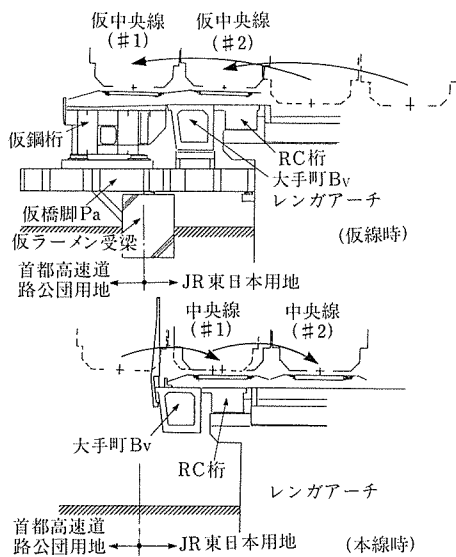 仮中央線
(#1)
仮中央線
(#2)
仮鋼桁
RC桁
大手町Bv
レンガアーチ
仮橋脚Pa
(仮線時)
仮ラーメン受梁
首都高速道
路公団用地
JR東日本用地
中央線
(#1)
中央線
(#2)
大手町Bv
RC桁
レンガアーチ
首都高速道
路公団用地
JR東日本用地
(本線時)